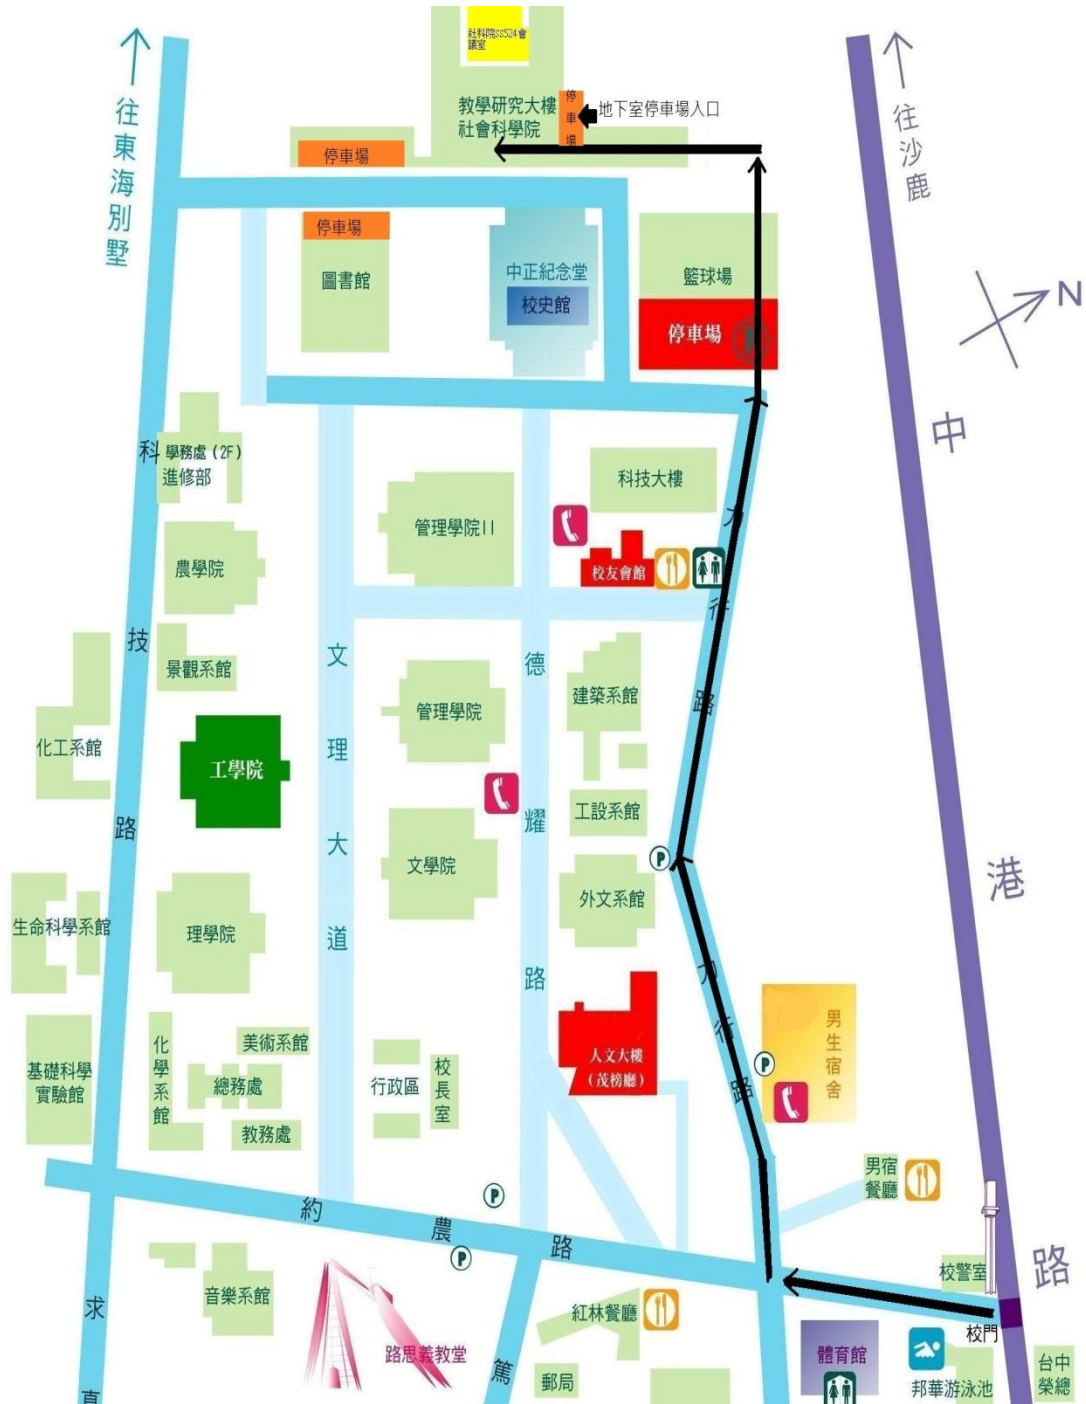 社科院SS524會
議室
往東海別墅
教學研究大樓
社會科學院
停車場
地下室停車場入口
往沙鹿
停車場
停車場
圖書館
中正紀念堂
校史館
籃球場
停車場
P
N
中
港
路
科
技
路
學務處(2F)
進修部
管理學院II
科技大樓
力
行
路
農學院
校友會館
景觀系館
文
理
大
道
德
耀
路
管理學院
建築系館
化工系館
工學院
工設系館
文學院
P
外文系館
生命科學系館
理學院
力
行
路
男生宿舍
人文大樓
(茂榜廳)
P
基礎科學
實驗館
化學系館
美術系館
總務處
教務處
行政區
校長室
男宿
餐廳
約
農
路
P
P
校警室
音樂系館
求
真
路思義教堂
篤
紅林餐廳
郵局
體育館
校門
邦華游泳池
台中
榮總